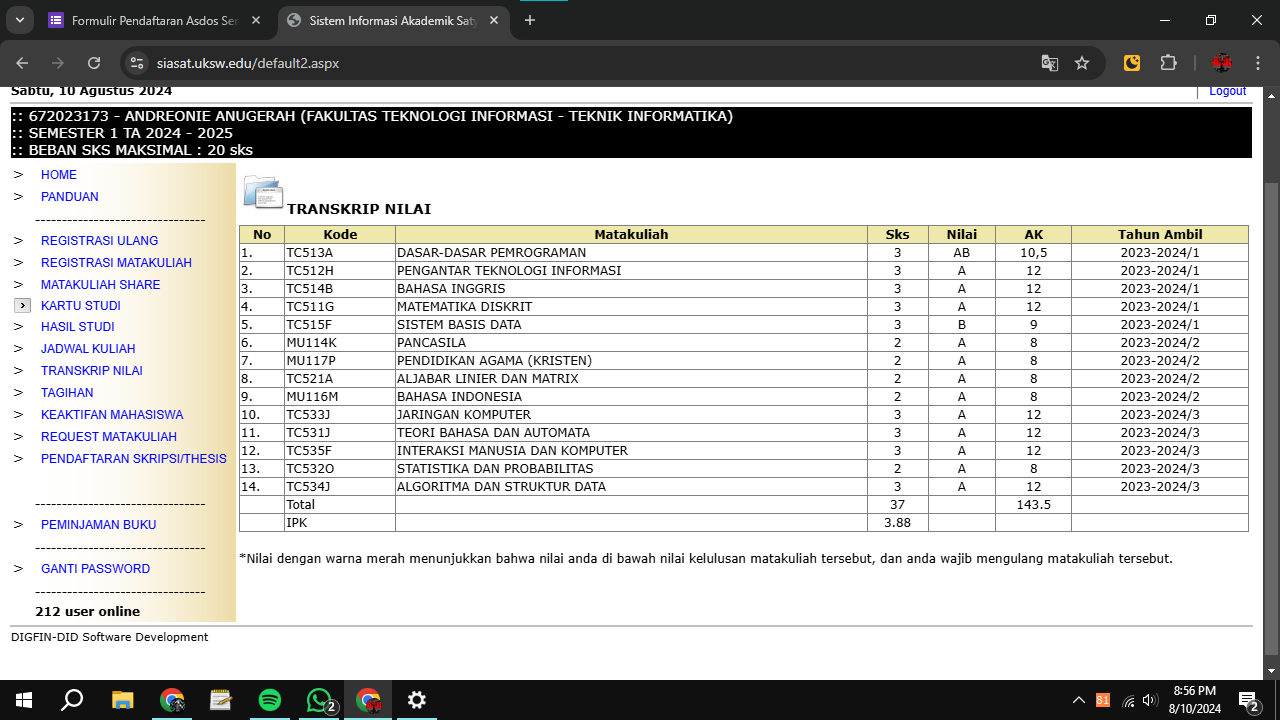 Formulir Pendaftaran Asdos Ser
Sistem Informasi Akademik Saty
siasat.uksw.edu/default2.aspx
Sabtu, 10 Agustus 2024 | Logout
:: 672023173 - ANDREONIE ANUGERAH (FAKULTAS TEKNOLOGI INFORMASI - TEKNIK INFORMATIKA)
:: SEMESTER 1 TA 2024 - 2025
:: BEBAN SKS MAKSIMAL : 20 sks
> HOME
> PANDUAN
--------------------------------
> REGISTRASI ULANG
> REGISTRASI MATAKULIAH
> MATAKULIAH SHARE
> KARTU STUDI
> HASIL STUDI
> JADWAL KULIAH
> TRANSKRIP NILAI
> TAGIHAN
> KEAKTIFAN MAHASISWA
> REQUEST MATAKULIAH
> PENDAFTARAN SKRIPSI/THESIS
--------------------------------
> PEMINJAMAN BUKU
--------------------------------
> GANTI PASSWORD
--------------------------------
212 user online
TRANSKRIP NILAI
No Kode Matakuliah Sks Nilai AK Tahun Ambil
1. TC513A DASAR-DASAR PEMROGRAMAN 3 AB 10,5 2023-2024/1
2. TC512H PENGANTAR TEKNOLOGI INFORMASI 3 A 12 2023-2024/1
3. TC514B BAHASA INGGRIS 3 A 12 2023-2024/1
4. TC511G MATEMATIKA DISKRIT 3 A 12 2023-2024/1
5. TC515F SISTEM BASIS DATA 3 B 9 2023-2024/1
6. MU114K PANCASILA 2 A 8 2023-2024/2
7. MU117P PENDIDIKAN AGAMA (KRISTEN) 2 A 8 2023-2024/2
8. TC521A ALJABAR LINIER DAN MATRIX 2 A 8 2023-2024/2
9. MU116M BAHASA INDONESIA 2 A 8 2023-2024/2
10. TC533J JARINGAN KOMPUTER 3 A 12 2023-2024/3
11. TC531J TEORI BAHASA DAN AUTOMATA 3 A 12 2023-2024/3
12. TC535F INTERAKSI MANUSIA DAN KOMPUTER 3 A 12 2023-2024/3
13. TC532O STATISTIKA DAN PROBABILITAS 2 A 8 2023-2024/3
14. TC534J ALGORITMA DAN STRUKTUR DATA 3 A 12 2023-2024/3
Total 37 143.5
IPK 3.88
*Nilai dengan warna merah menunjukkan bahwa nilai anda di bawah nilai kelulusan matakuliah tersebut, dan anda wajib mengulang matakuliah tersebut.
DIGFIN-DID Software Development
2
31
8:56 PM
8/10/2024
2